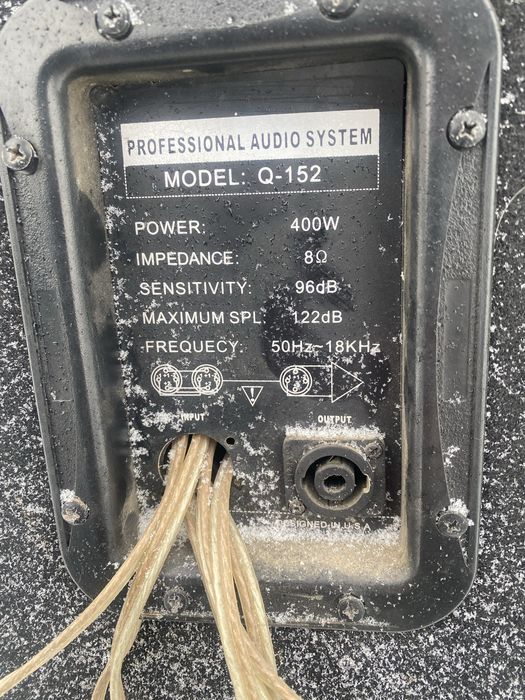 PROFESSIONAL AUDIO SYSTEM
MODEL: Q-152
POWER: 400W
IMPEDANCE: 8Ω
SENSITIVITY: 96dB
MAXIMUM SPL: 122dB
FREQUECY: 50Hz~18KHz
INPUT OUTPUT
DESIGNED IN U.S.A